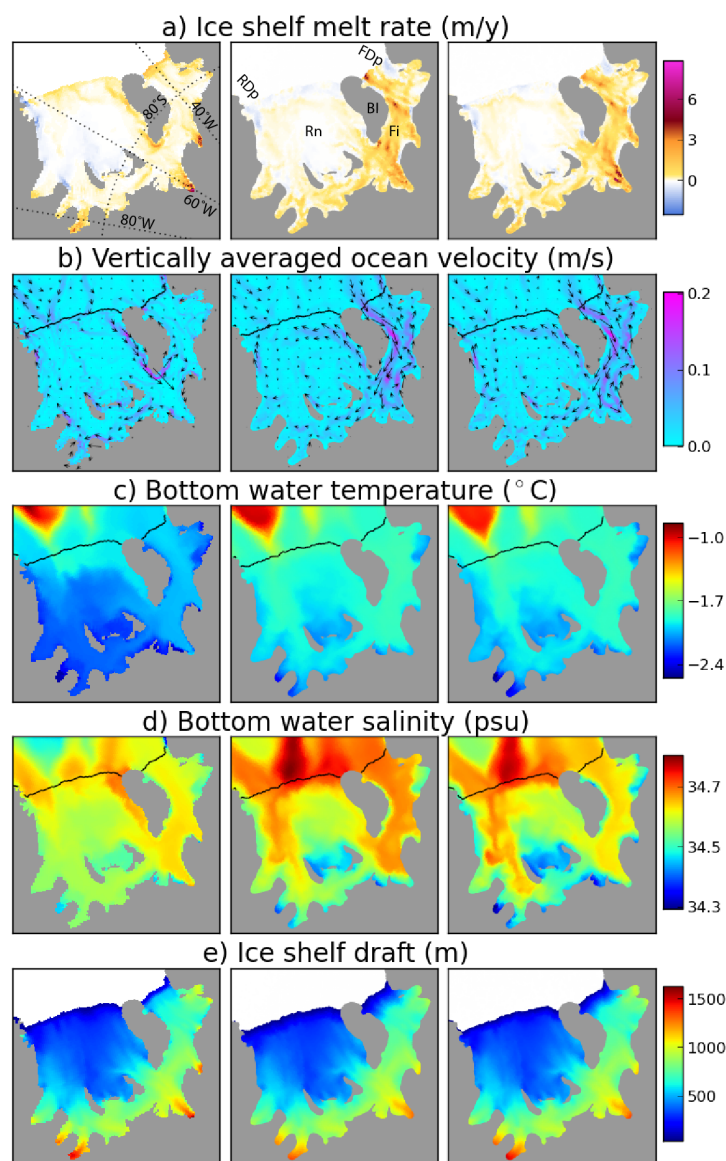 a) Ice shelf melt rate (m/y)
80°S
40°W
60°W
80°W
RDp
FDp
BI
Rn
Fi
6
3
0
b) Vertically averaged ocean velocity (m/s)
0.2
0.1
0.0
c) Bottom water temperature (°C)
−1.0
−1.7
−2.4
d) Bottom water salinity (psu)
34.7
34.5
34.3
e) Ice shelf draft (m)
1500
1000
500